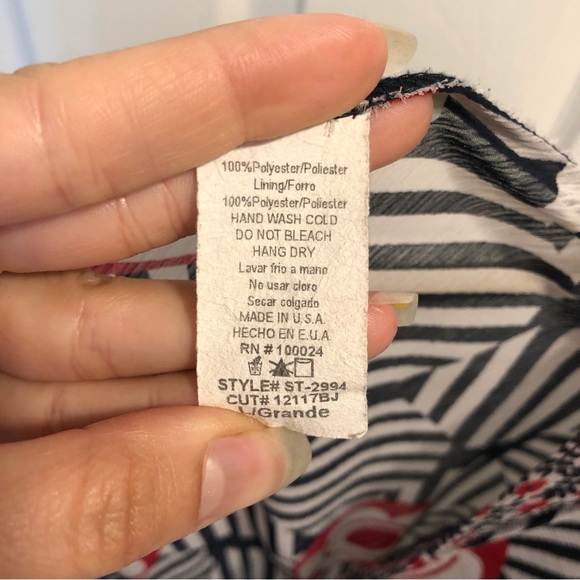 100%Polyester/Poliester
Lining/Forro
100%Polyester/Poliester
HAND WASH COLD
DO NOT BLEACH
HANG DRY
Lavar frio a mano
No usar cloro
Secar colgado
MADE IN U.S.A.
HECHO EN E.U.A.
RN # 100024
STYLE# ST-2994
CUT# 12117BJ
L/Grande